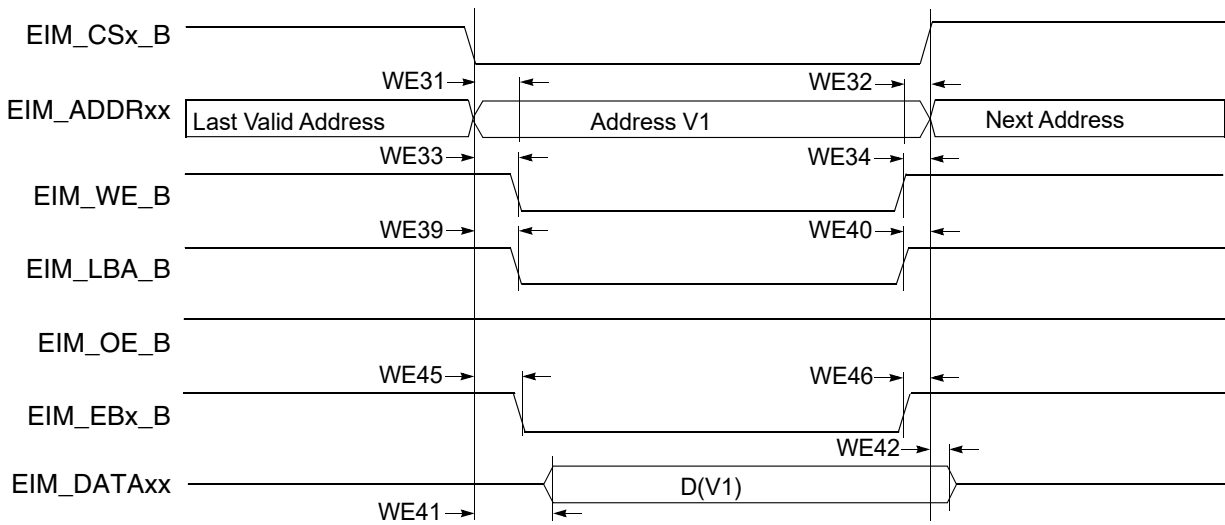 EIM_CSx_B
WE31
WE32
EIM_ADDRxx
Last Valid Address
Address V1
Next Address
WE33
WE34
EIM_WE_B
WE39
WE40
EIM_LBA_B
EIM_OE_B
WE45
WE46
EIM_EBx_B
WE42
EIM_DATAxx
D(V1)
WE41